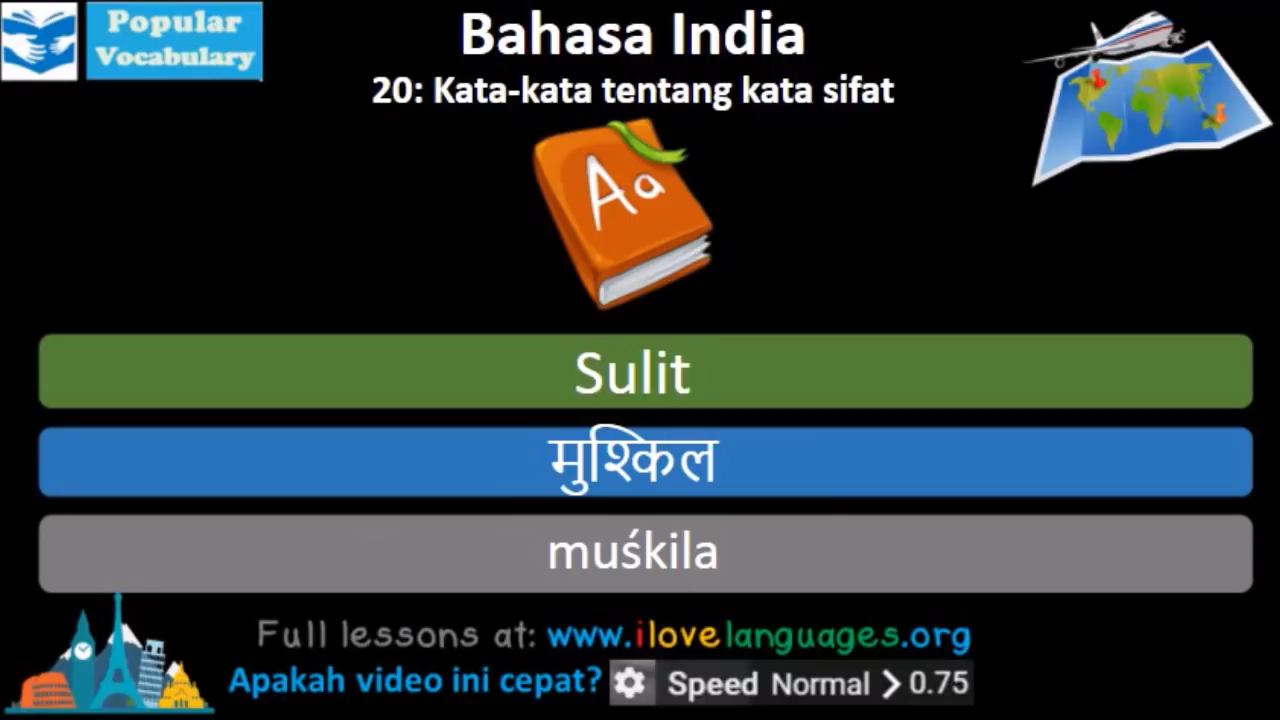 Popular
Vocabulary
Bahasa India
20: Kata-kata tentang kata sifat
Aa
Sulit
मुश्किल
muśkila
Full lessons at: www.ilovelanguages.org
Apakah video ini cepat? Speed Normal > 0.75